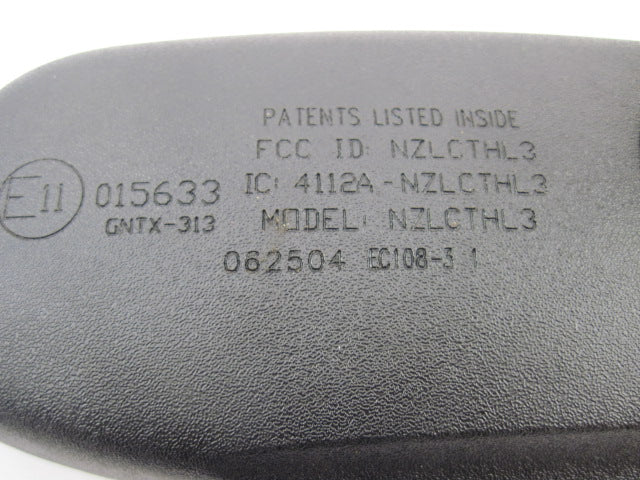 PATENTS LISTED INSIDE
FCC ID: NZLCTHL3
E11 015633 IC: 4112A-NZLCTHL3
GNTX-313 MODEL: NZLCTHL3
062504 EC108-3 1